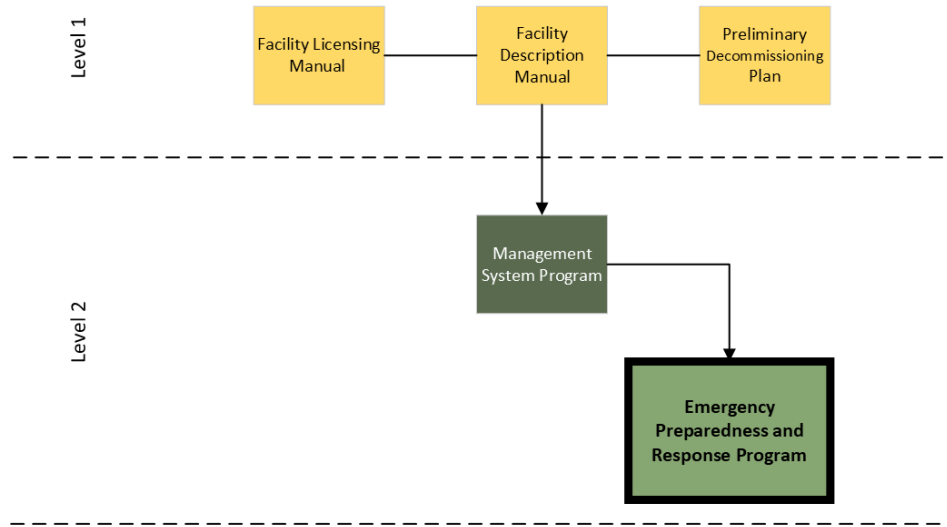 Level 1
Facility Licensing
Manual
Facility
Description
Manual
Preliminary
Decommissioning
Plan
Level 2
Management
System Program
Emergency
Preparedness and
Response Program